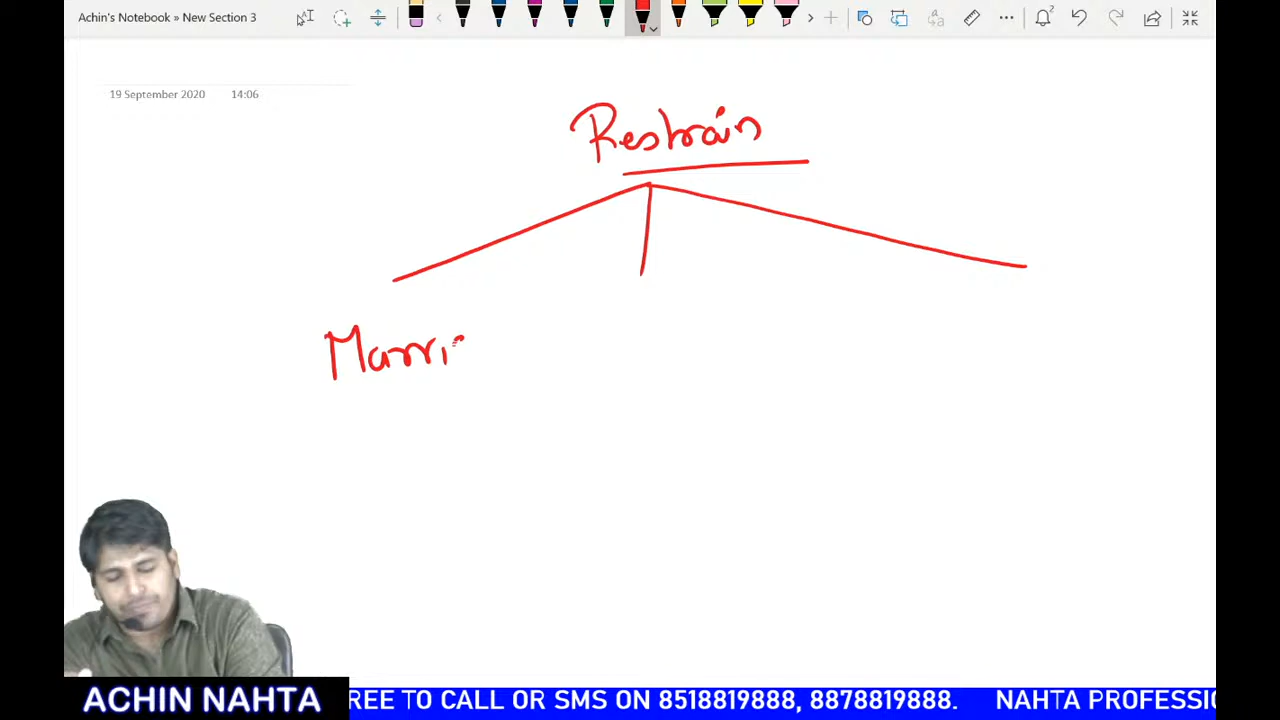 Achin's Notebook » New Section 3
19 September 2020 14:06
Restrain
Marri
ACHIN NAHTA
REE TO CALL OR SMS ON 8518819888, 8878819888. NAHTA PROFESSI